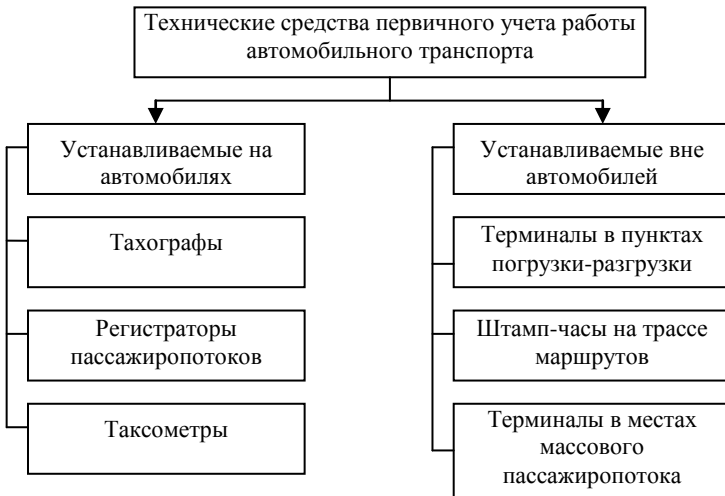 Технические средства первичного учета работы
автомобильного транспорта
Устанавливаемые на
автомобилях
Тахографы
Регистраторы
пассажиропотоков
Таксометры
Устанавливаемые вне
автомобилей
Терминалы в пунктах
погрузки-разгрузки
Штамп-часы на трассе
маршрутов
Терминалы в местах
массового
пассажиропотока